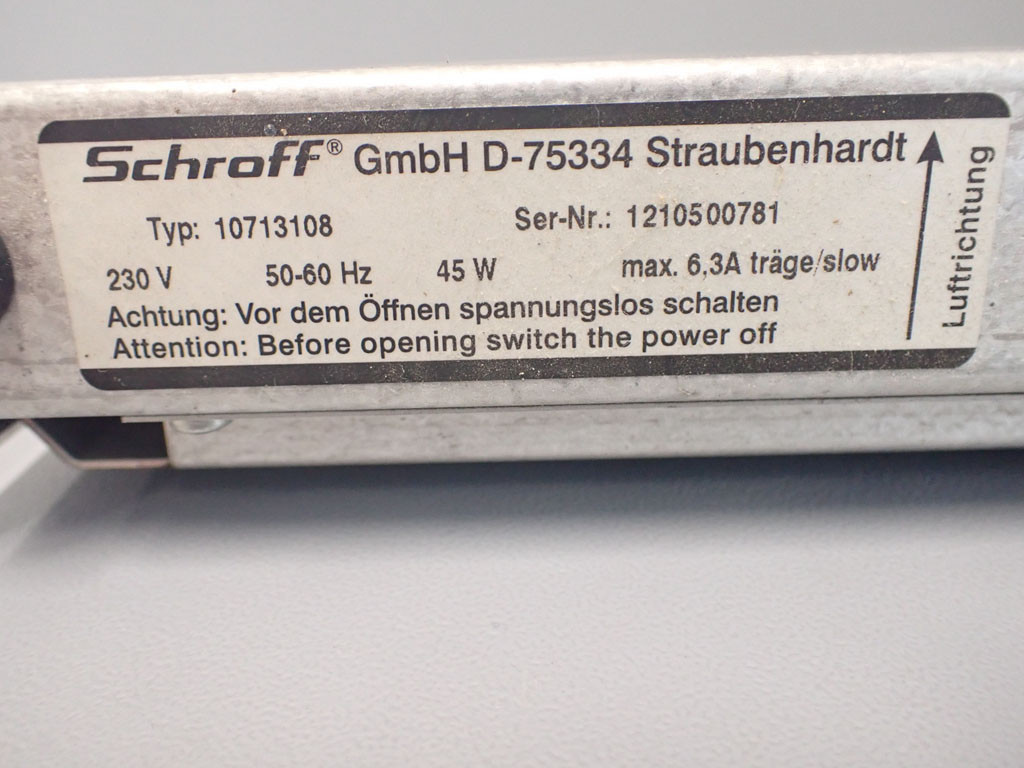 Schroff® GmbH D-75334 Straubenhardt
Typ: 10713108 Ser-Nr.: 1210500781
230 V 50-60 Hz 45 W max. 6,3A träge/slow
Achtung: Vor dem Öffnen spannungslos schalten
Attention: Before opening switch the power off
Luftrichtung